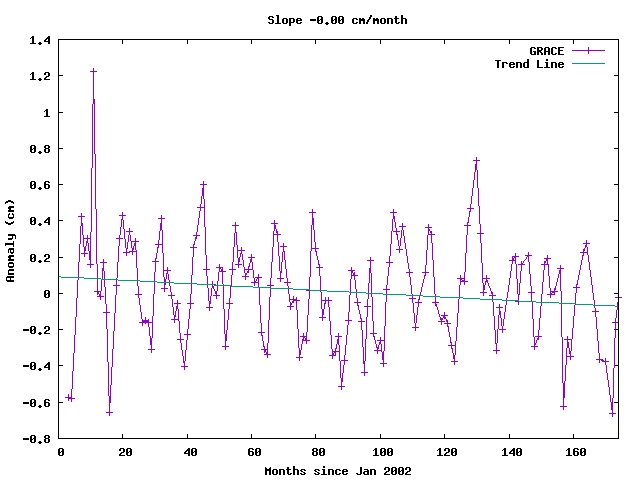 Slope -0.00 cm/month
GRACE
Trend Line
1.4
1.2
1
0.8
0.6
0.4
0.2
0
-0.2
-0.4
-0.6
-0.8
Anomaly (cm)
0 20 40 60 80 100 120 140 160
Months since Jan 2002